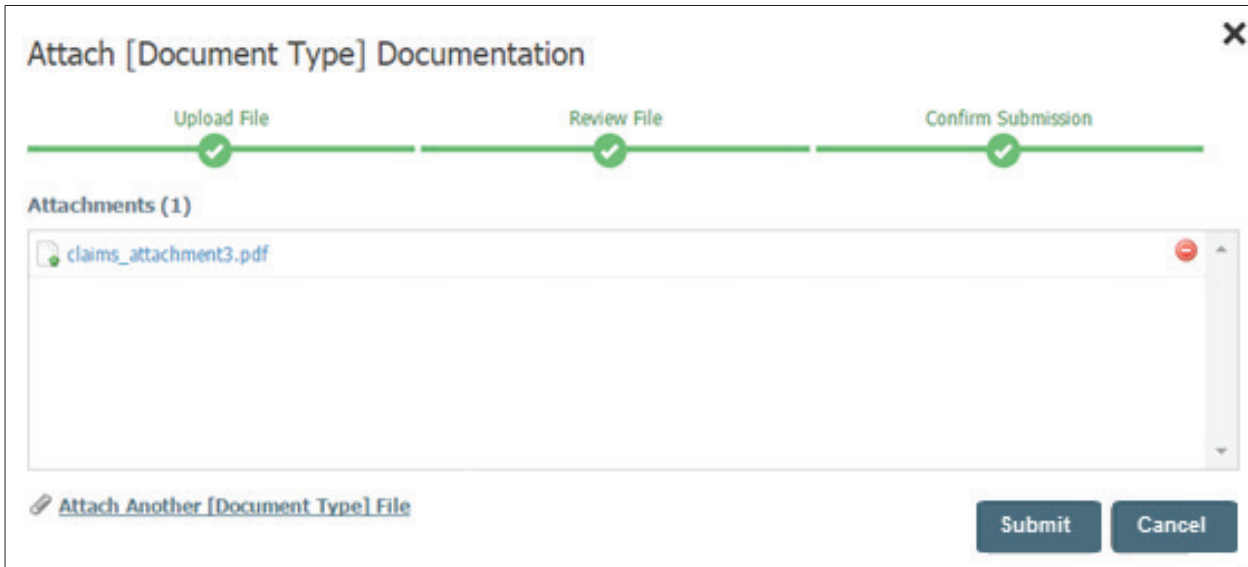 Attach [Document Type] Documentation
Upload File Review File Confirm Submission
Attachments (1)
claims_attachment3.pdf
Attach Another [Document Type] File
Submit Cancel